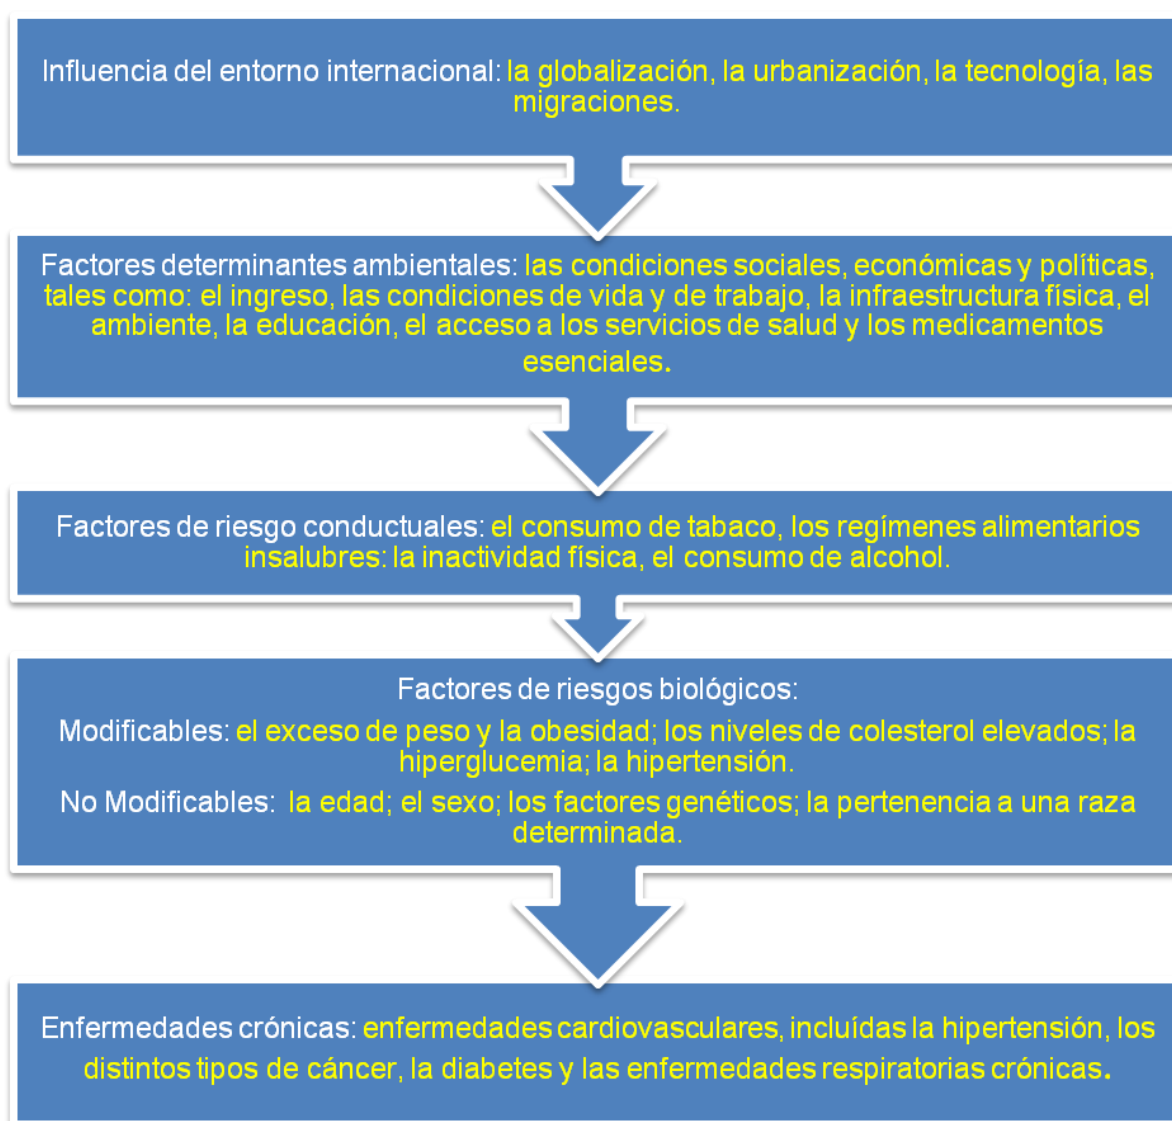 Influencia del entorno internacional: la globalización, la urbanización, la tecnología, las
migraciones.
Factores determinantes ambientales: las condiciones sociales, económicas y políticas,
tales como: el ingreso, las condiciones de vida y de trabajo, la infraestructura física, el
ambiente, la educación, el acceso a los servicios de salud y los medicamentos
esenciales.
Factores de riesgo conductuales: el consumo de tabaco, los regímenes alimentarios
insalubres: la inactividad física, el consumo de alcohol.
Factores de riesgos biológicos:
Modificables: el exceso de peso y la obesidad; los niveles de colesterol elevados; la
hiperglucemia; la hipertensión.
No Modificables: la edad; el sexo; los factores genéticos; la pertenencia a una raza
determinada.
Enfermedades crónicas: enfermedades cardiovasculares, incluídas la hipertensión, los
distintos tipos de cáncer, la diabetes y las enfermedades respiratorias crónicas.